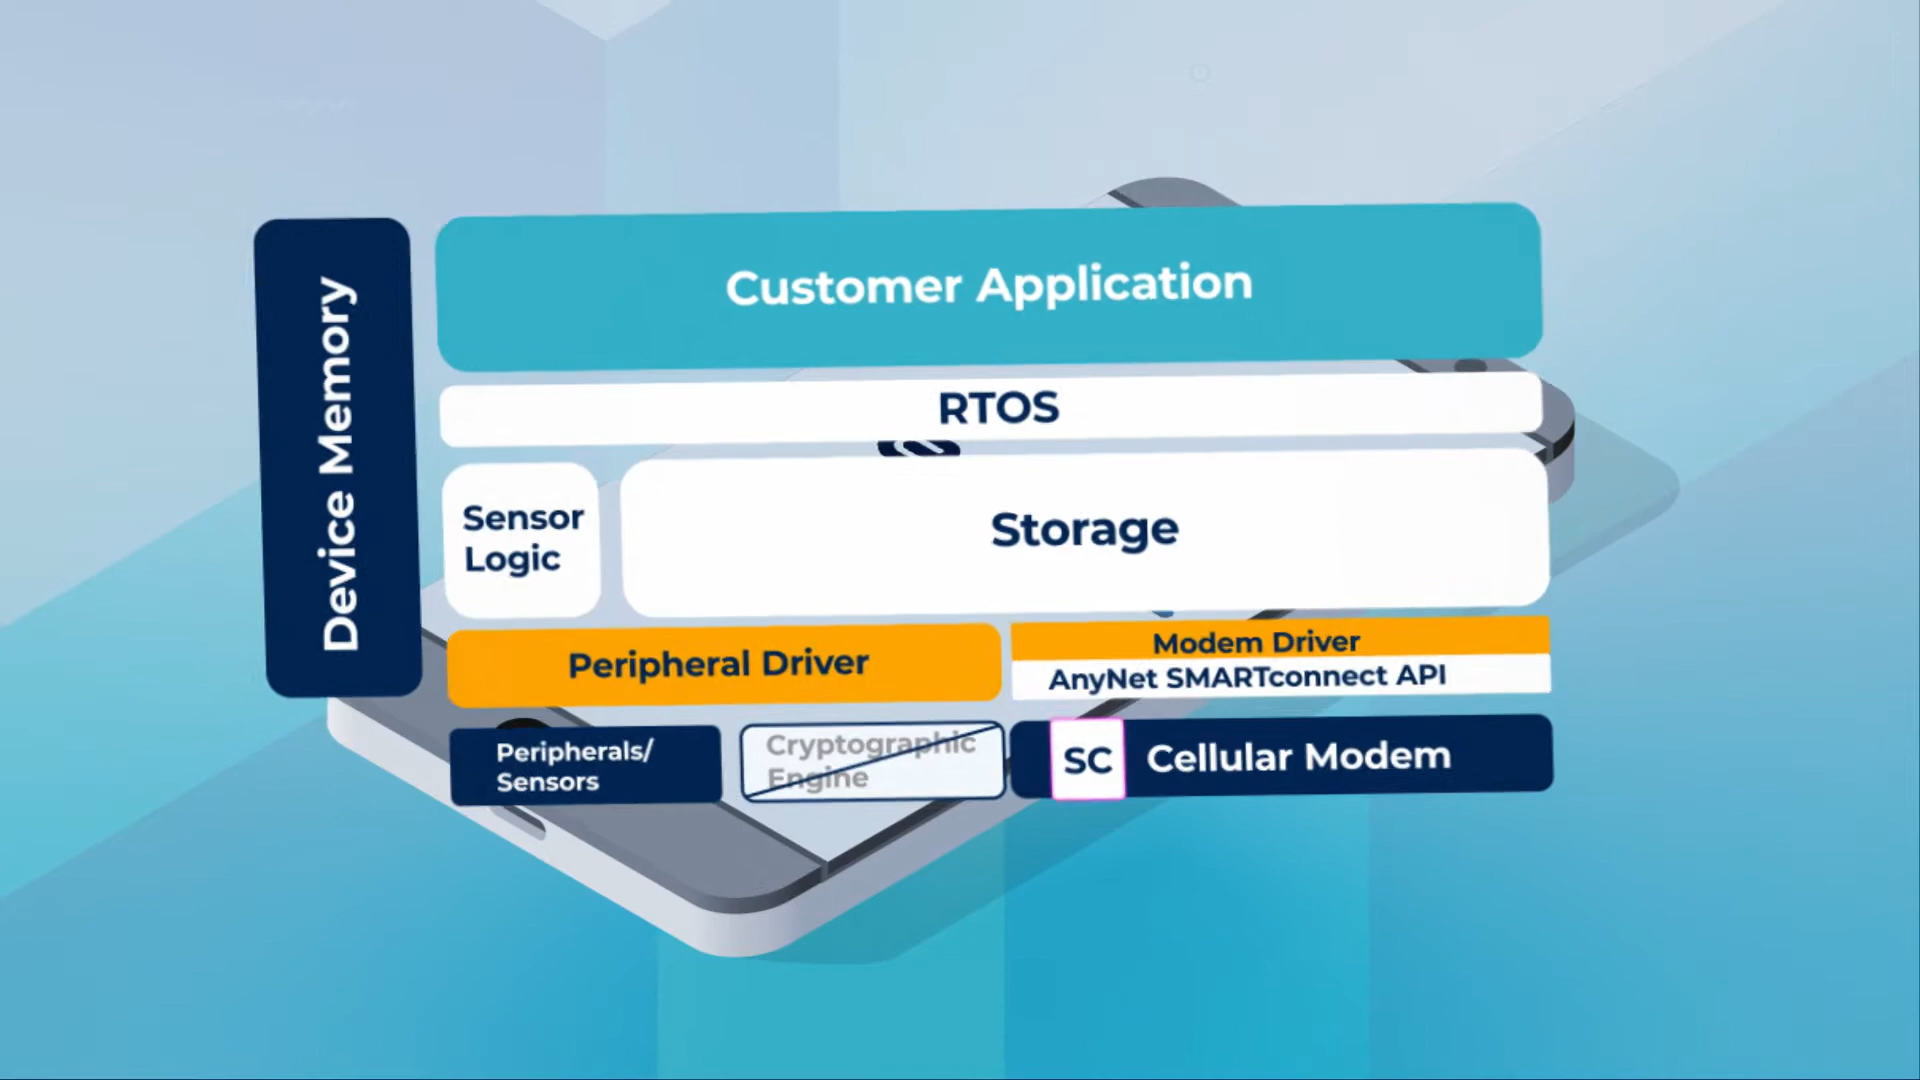 Device Memory
Customer Application
RTOS
Sensor
Logic
Storage
Peripheral Driver
Modem Driver
AnyNet SMARTconnect API
Peripherals/
Sensors
Cryptographic
Engine
SC
Cellular Modem